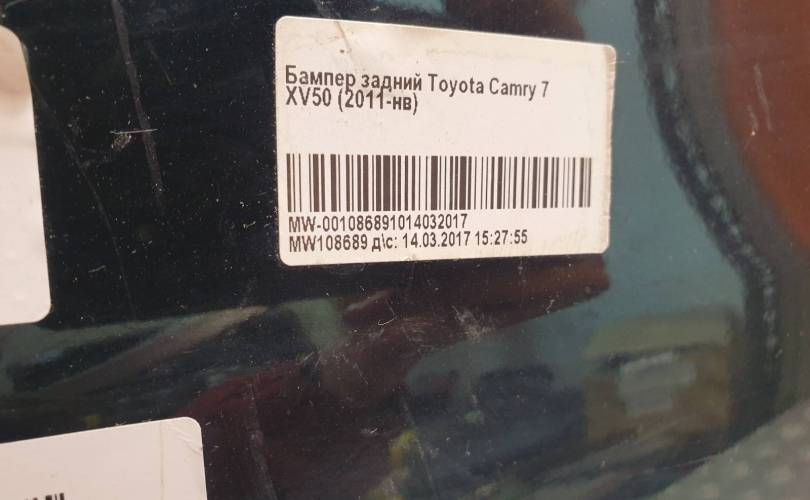 Бампер задний Toyota Camry 7
XV50 (2011-нв)
MW-001086891014032017
MW108689 д\с: 14.03.2017 15:27:55